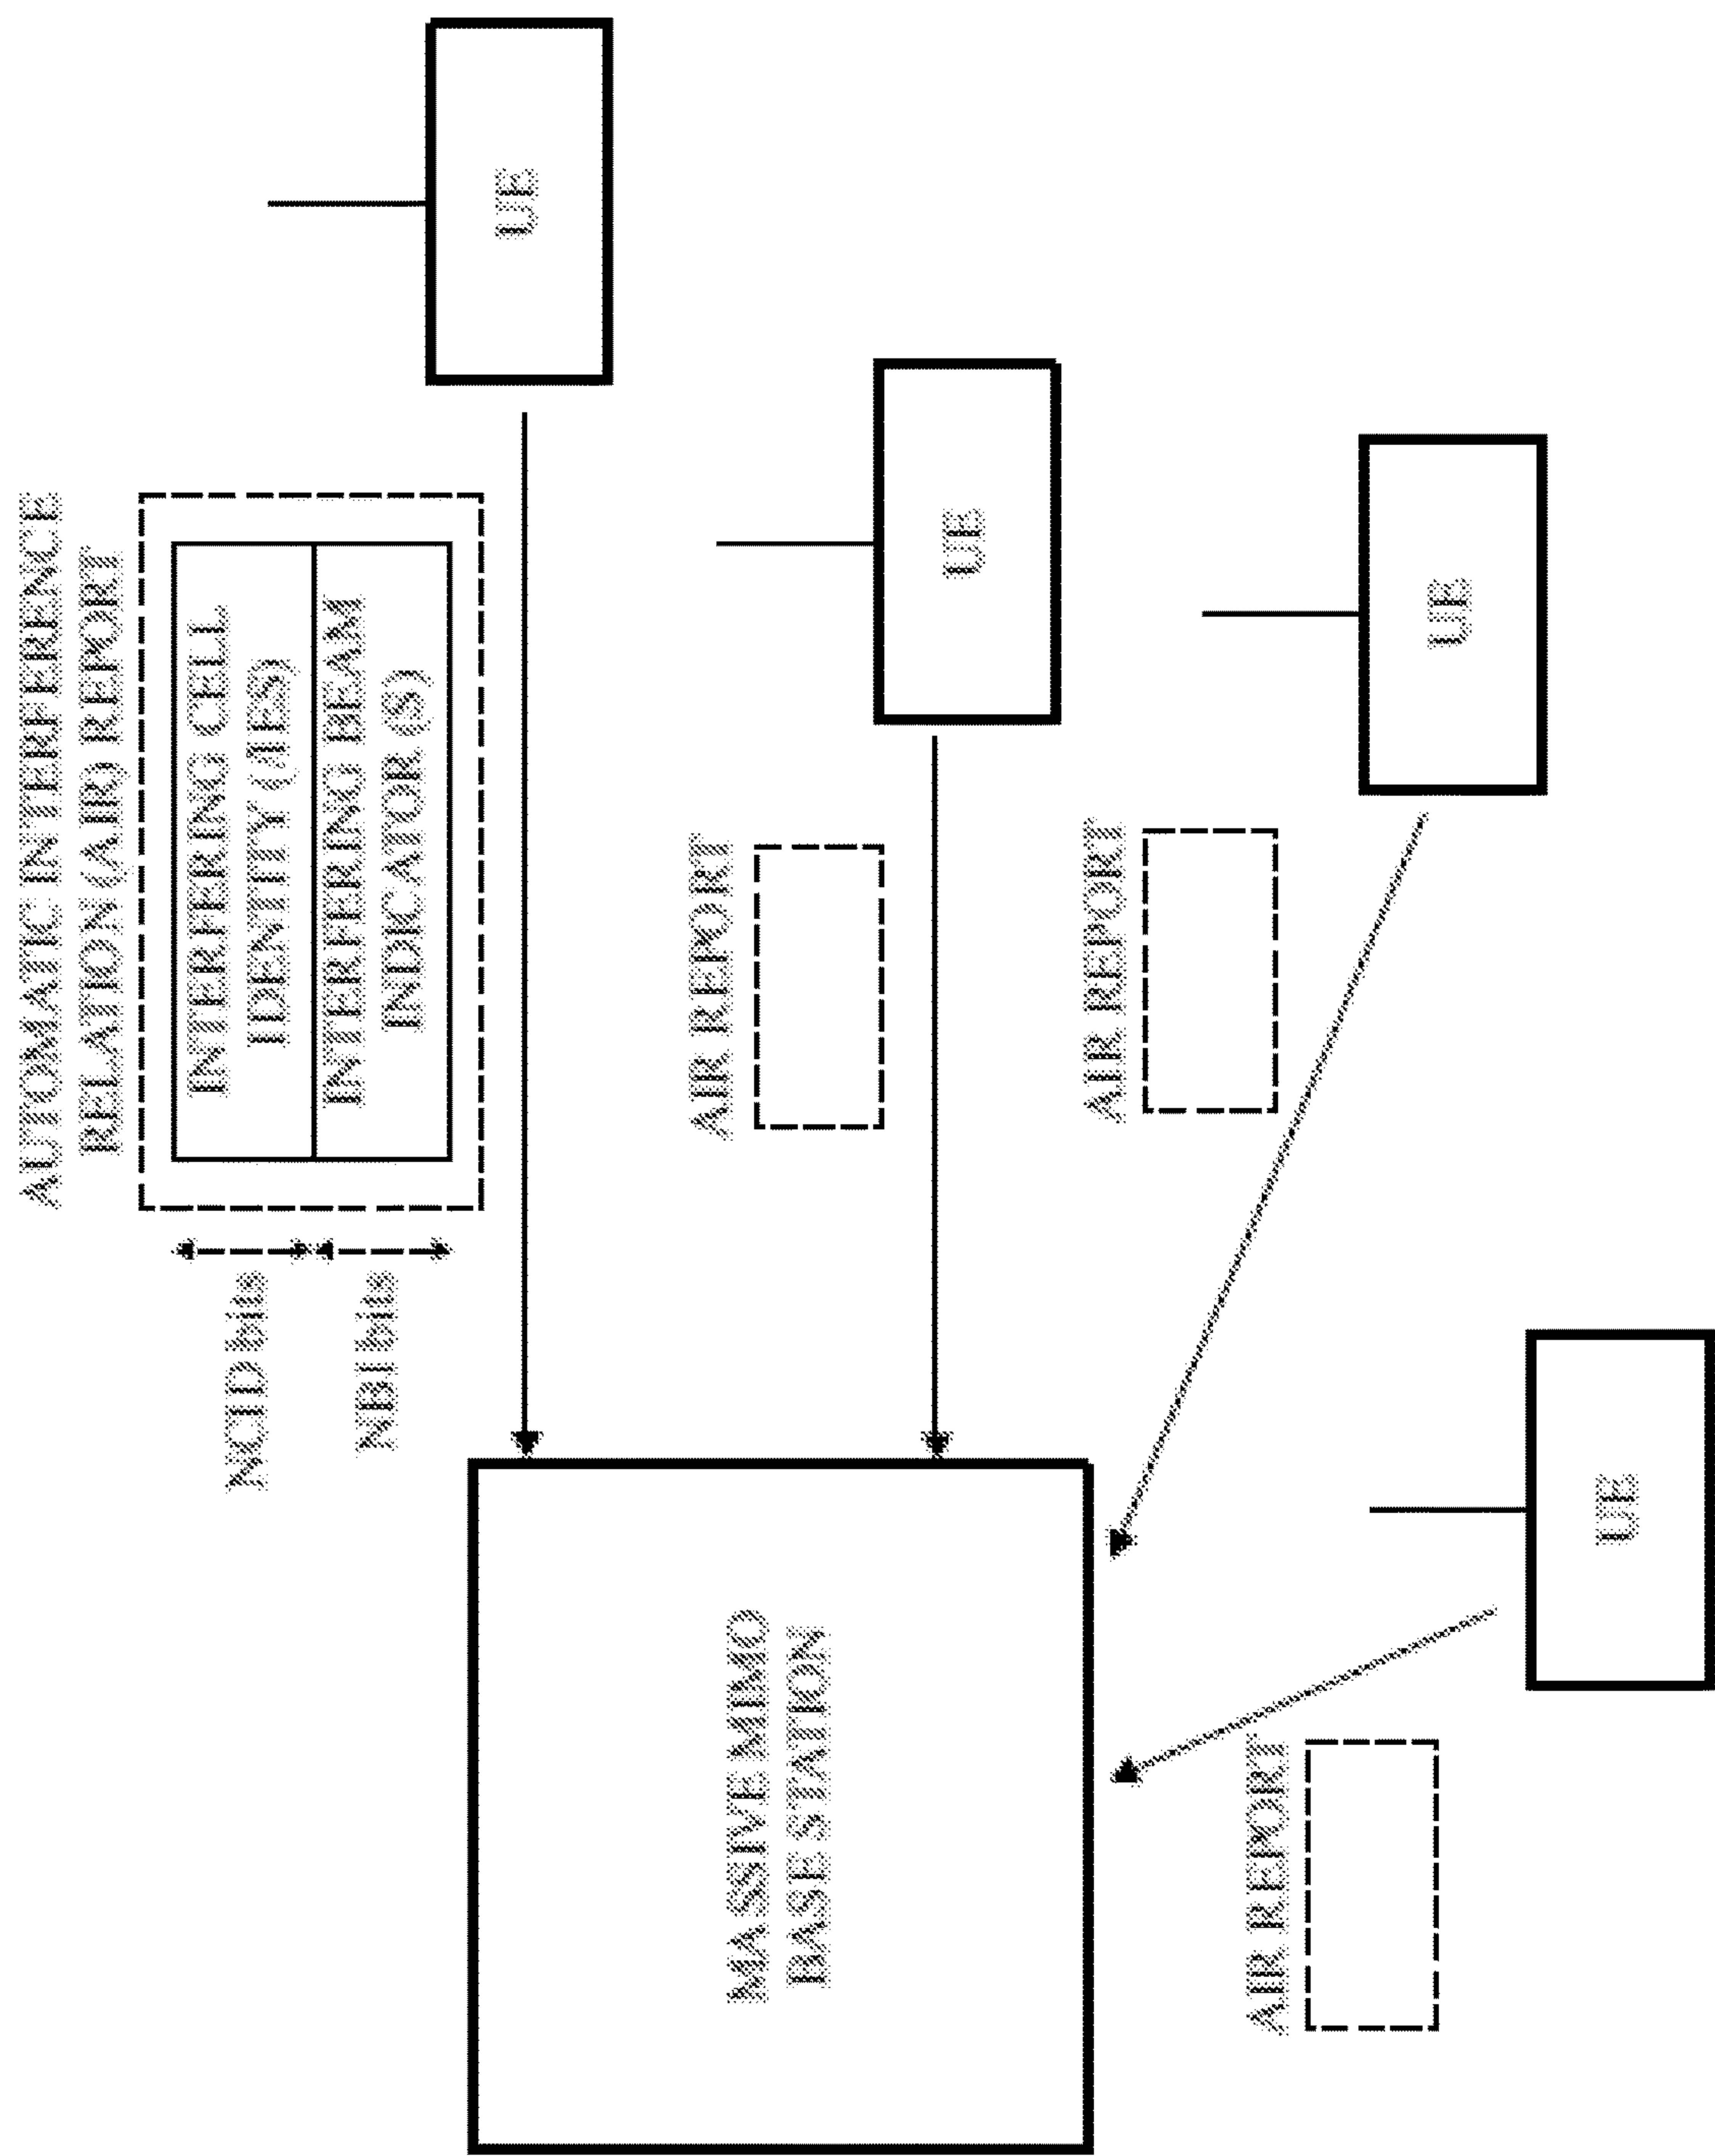 AUTOMATIC INTERFERENCE
RELATION (AIR) REPORT
INTERFERING CELL
IDENTITY (/IES)
INTERFERING BEAM
INDICATOR (S)
NCID bits
NBI bits
UE
AIR REPORT
UE
AIR REPORT
UE
MASSIVE MIMO
BASE STATION
AIR REPORT
UE